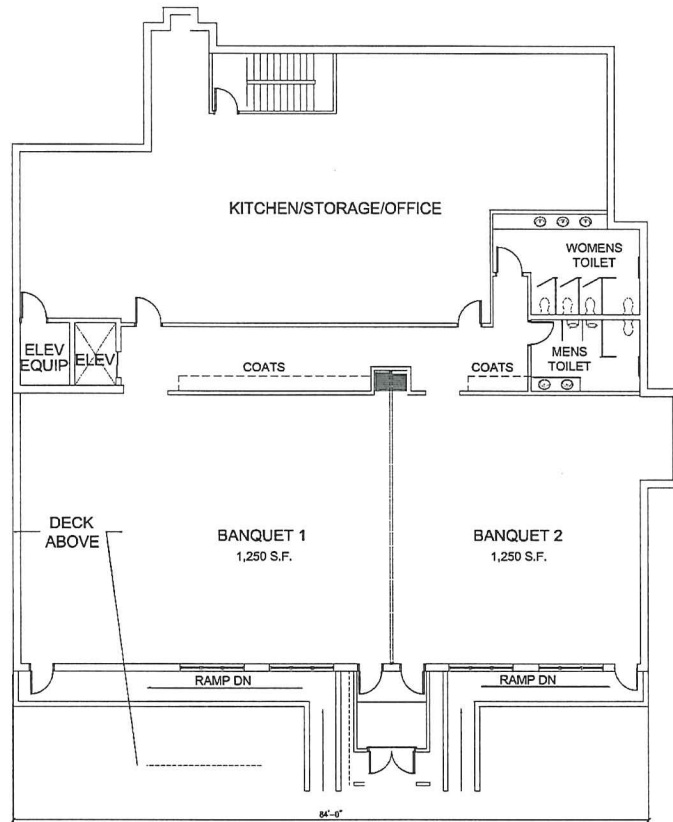 KITCHEN/STORAGE/OFFICE
WOMENS
TOILET
ELEV
EQUIP
ELEV
COATS
COATS
MENS
TOILET
DECK
ABOVE
BANQUET 1
1,250 S.F.
BANQUET 2
1,250 S.F.
RAMP DN
RAMP DN
84'-0"